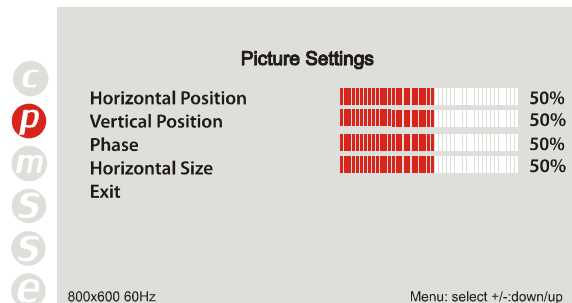 Picture Settings
c
p
m
s
s
e
Horizontal Position 50%
Vertical Position 50%
Phase 50%
Horizontal Size 50%
Exit
800x600 60Hz Menu: select +/-:down/up